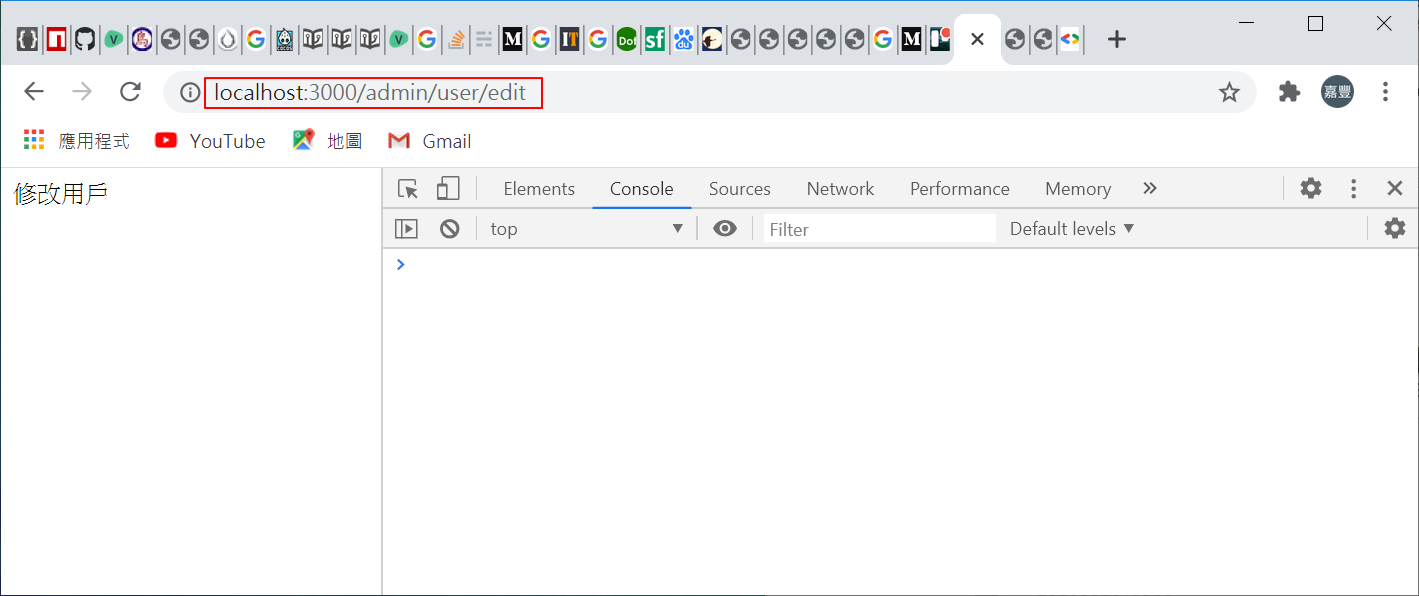 localhost:3000/admin/user/edit
嘉豐
應用程式 YouTube 地圖 Gmail
修改用戶
Elements Console Sources Network Performance Memory
top Filter Default levels